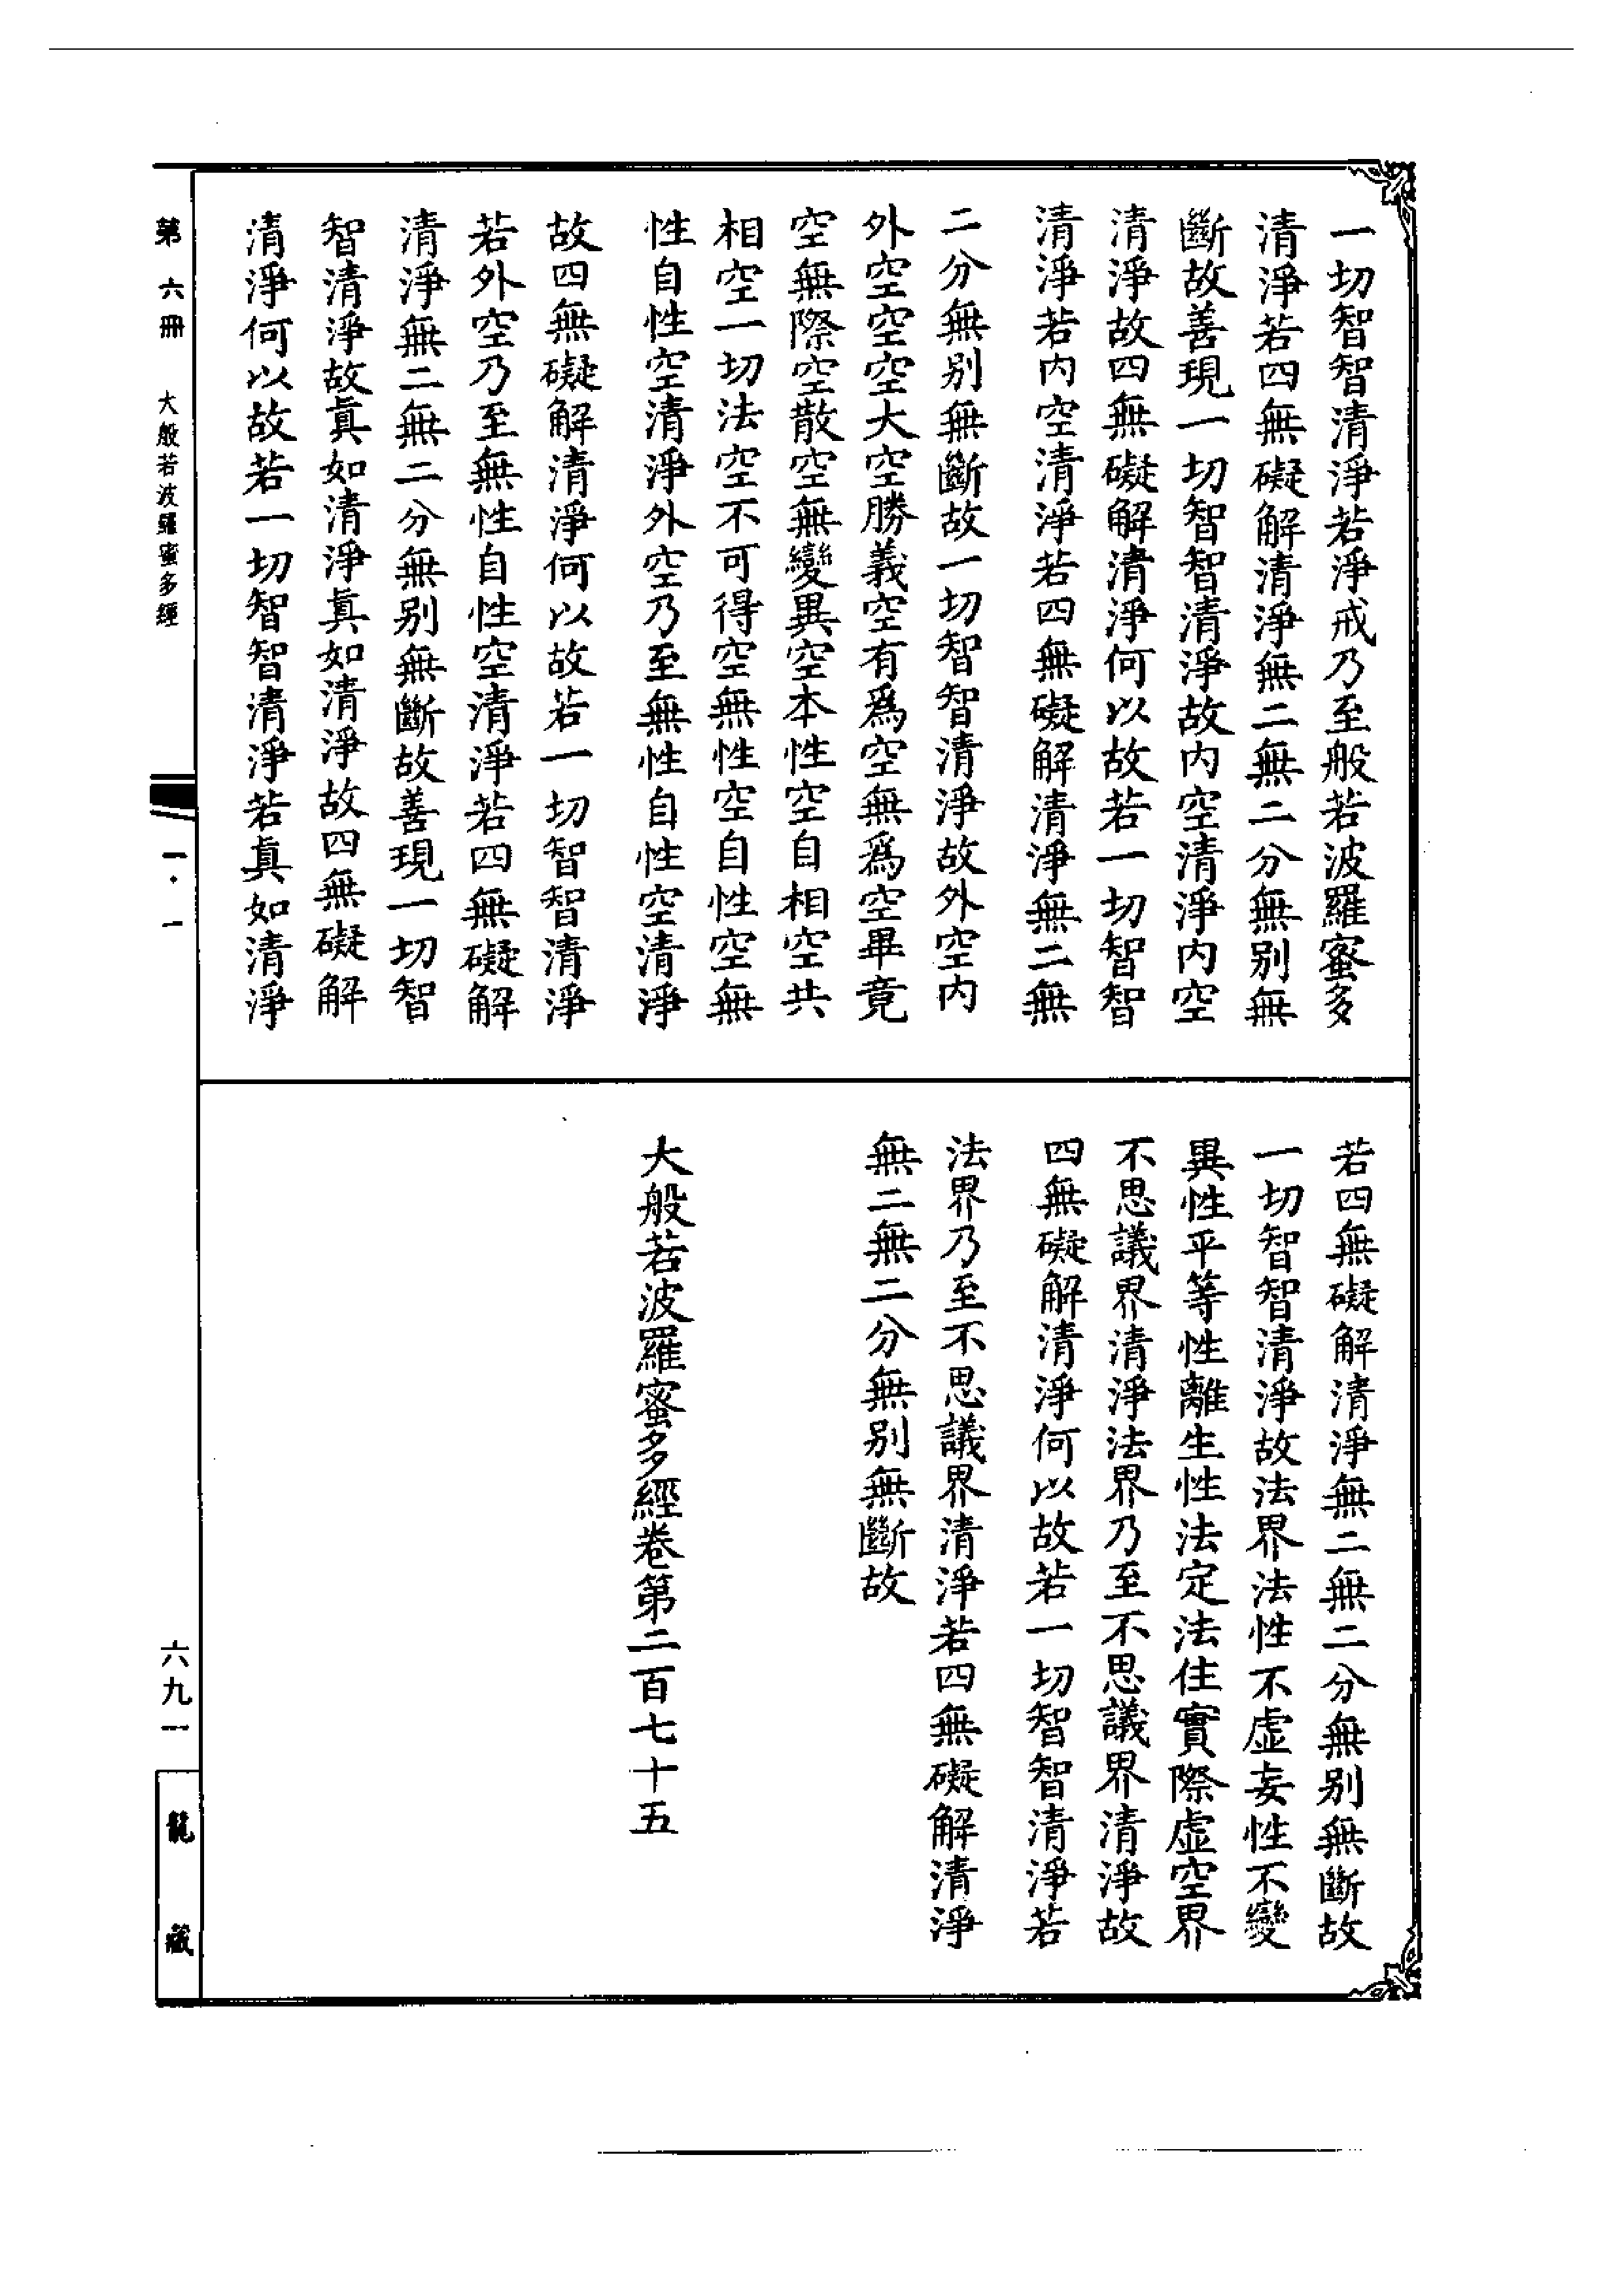 一切智智清淨若淨戒乃至般若波羅蜜多
清淨若四無礙解清淨無二無二分無别無
斷故善現一切智智清淨故内空清淨内空
清淨故四無礙解清淨何以故若一切智智
清淨若内空清淨若四無礙解清淨無二無
二分無别無斷故一切智智清淨故外空内
外空空空大空勝義空有爲空無爲空畢竟
空無際空散空無變異空本性空自相空共
相空一切法空不可得空無性空自性空無
性自性空清淨外空乃至無性自性空清淨
故四無礙解清淨何以故若一切智智清淨
若外空乃至無性自性空清淨若四無礙解
清淨無二無二分無别無斷故善現一切智
智清淨故眞如清淨眞如清淨故四無礙解
清淨何以故若一切智智清淨若眞如清淨
若四無礙解清淨無二無二分無别無斷故
一切智智清淨故法界法性不虚妄性不變
異性平等性離生性法定法住實際虚空界
不思議界清淨法界乃至不思議界清淨故
四無礙解清淨何以故若一切智智清淨若
法界乃至不思議界清淨若四無礙解清淨
無二無二分無别無斷故
大般若波羅蜜多經卷第二百七十五
第六冊 大般若波羅蜜多經
一·一
六九一
龍藏